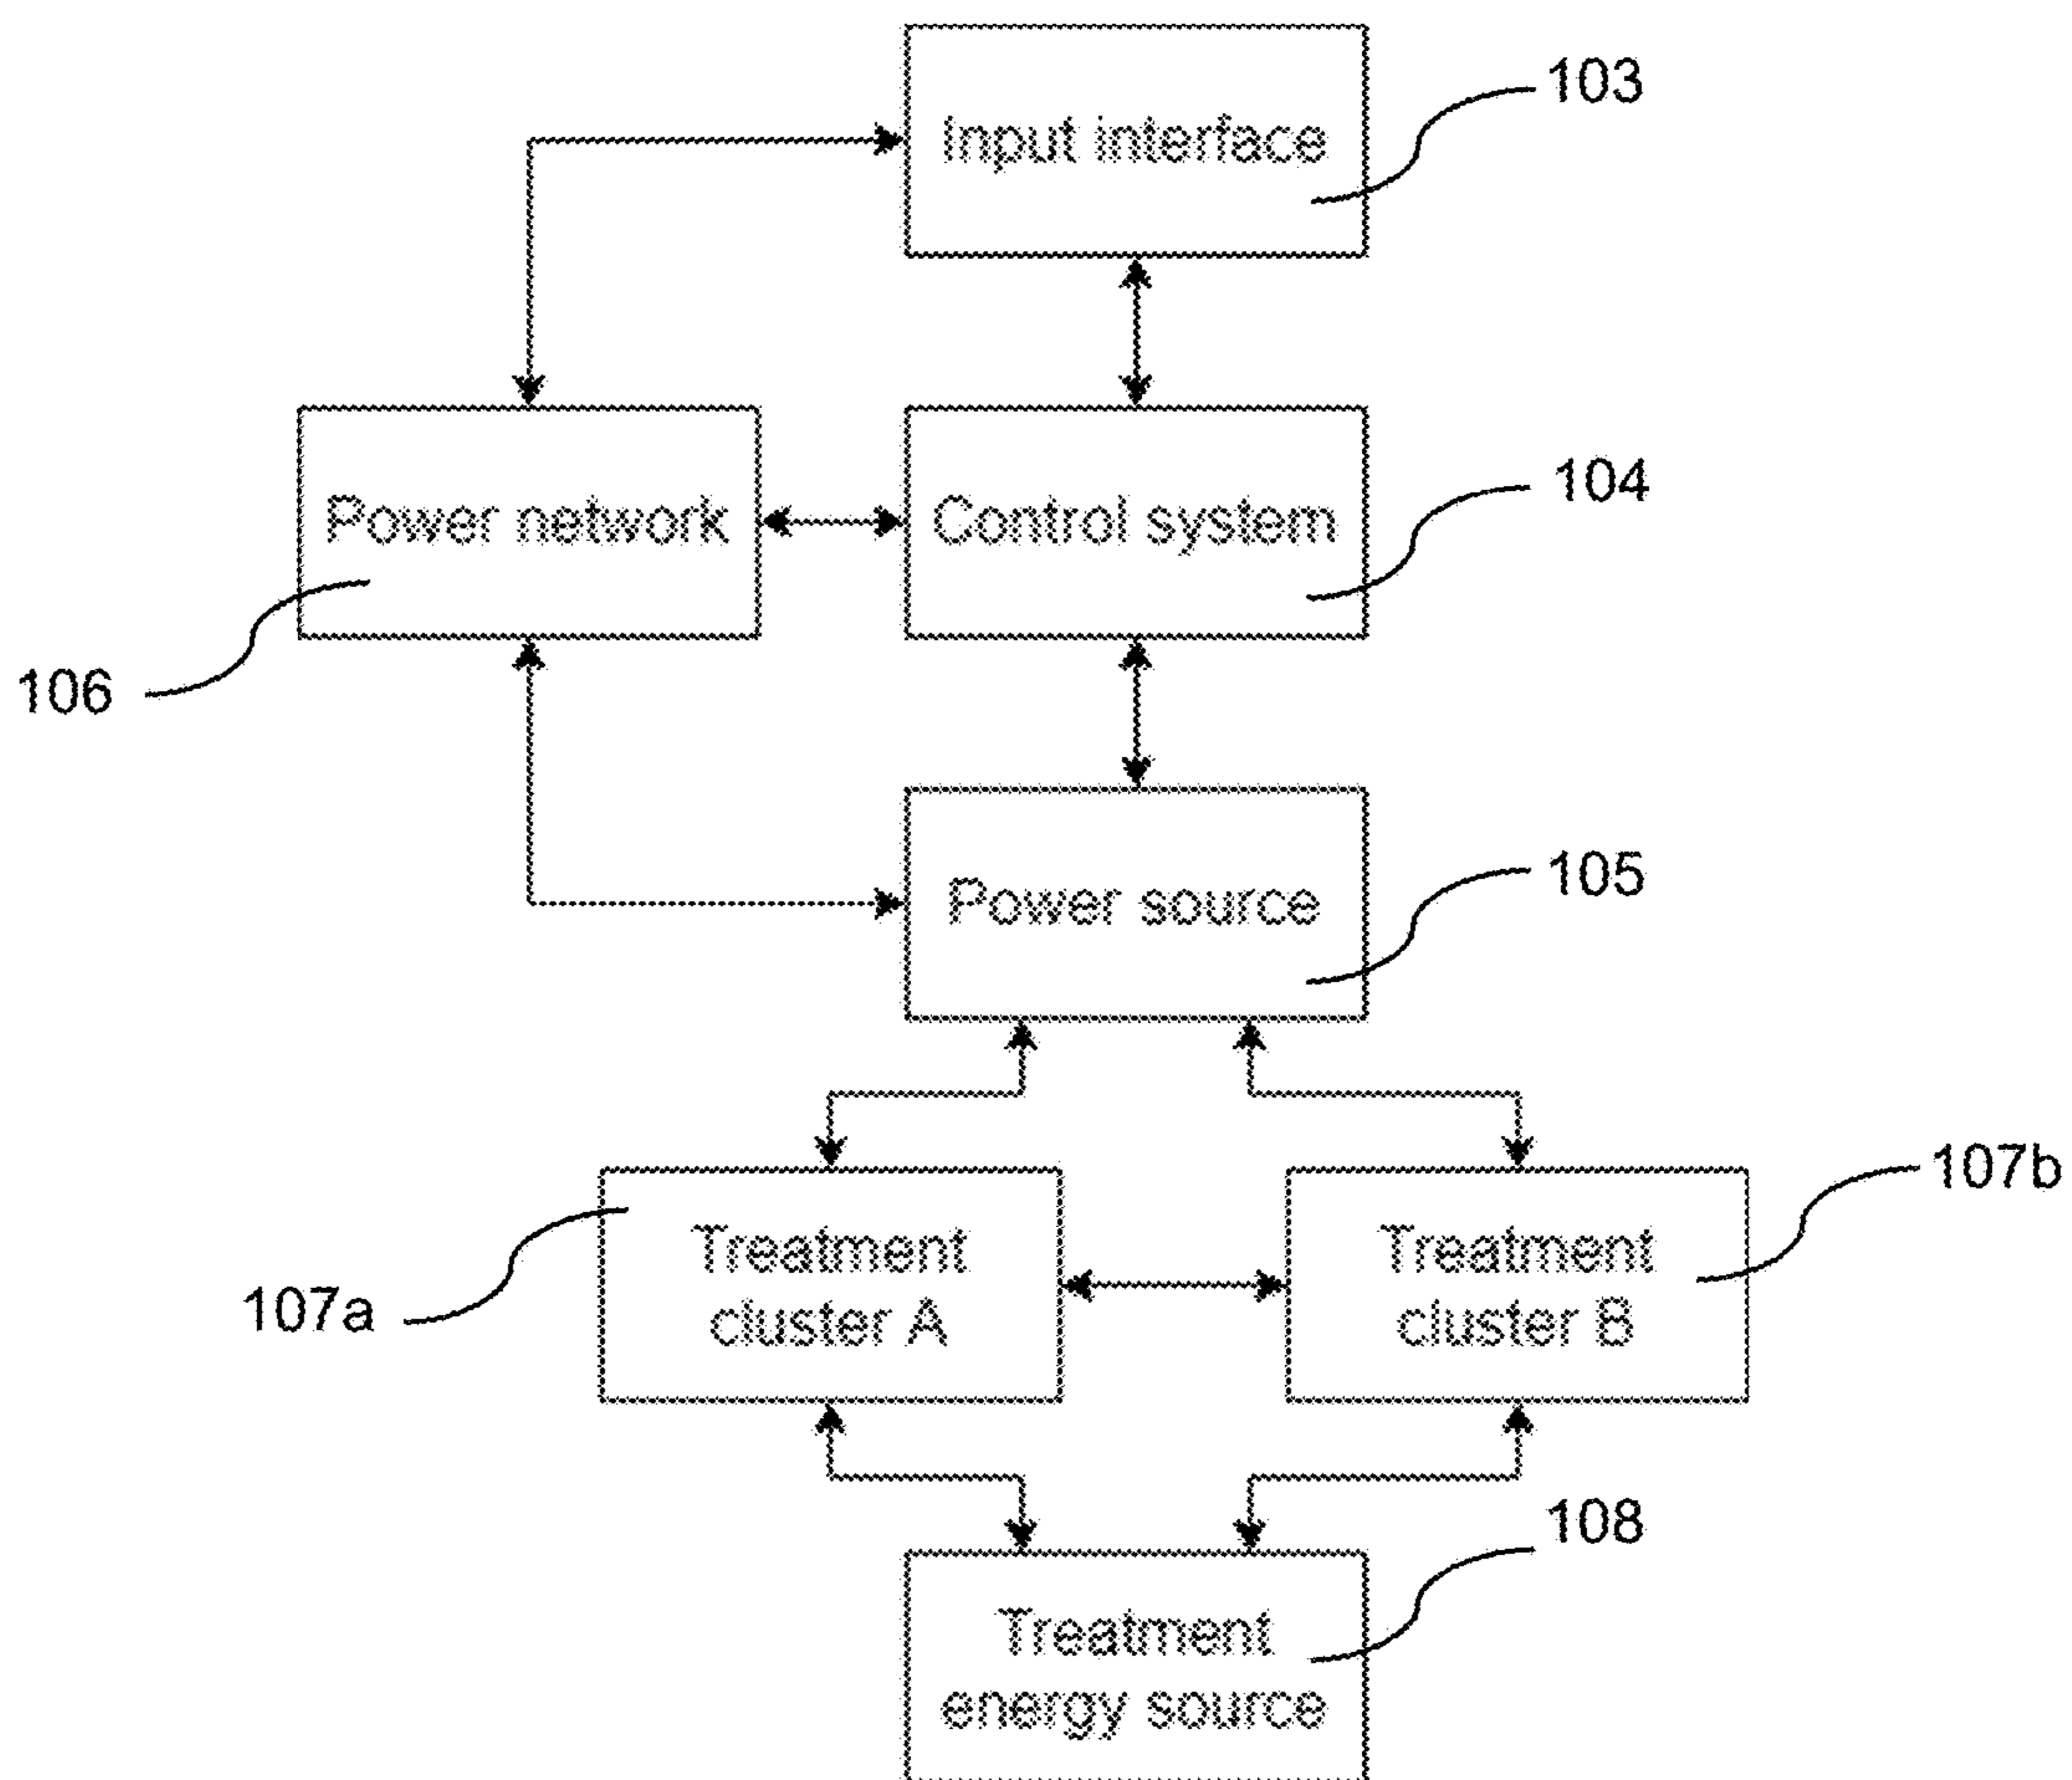 Input interface
103
Power network
Control system
104
106
Power source
105
Treatment
cluster A
107a
Treatment
cluster B
107b
Treatment
energy source
108